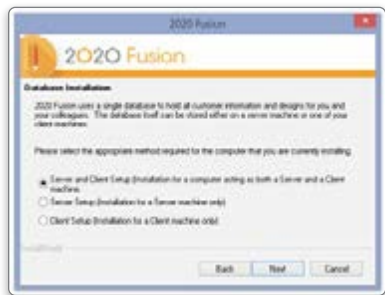 2020 Fusion
2020 Fusion
Database Installation
2020 Fusion uses a single database to hold all customer information and designs for you and
your colleagues. The database itself can be stored either on a server machine or one of your
client machines.
Please select the appropriate method required for the computer that you are currently installing.
Server and Client Setup (Installation for a computer acting as both a Server and a Client
machine.
Server Setup (Installation for a Server machine only)
Client Setup (Installation for a Client machine only)
InstallShield
Back Next Cancel